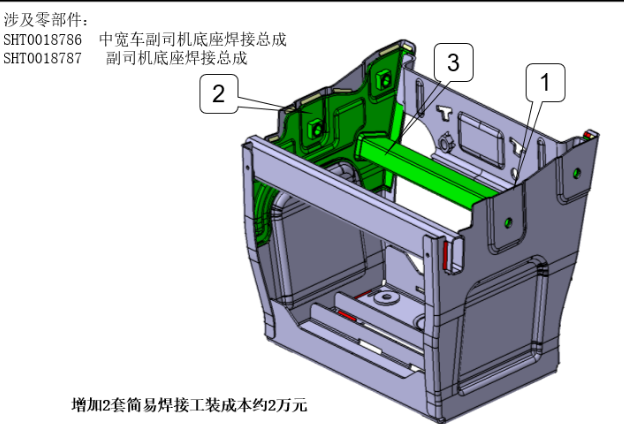 涉及零部件：
SHT0018786 中宽车副司机底座焊接总成
SHT0018787 副司机底座焊接总成
3
1
2
增加2套简易焊接工装成本约2万元